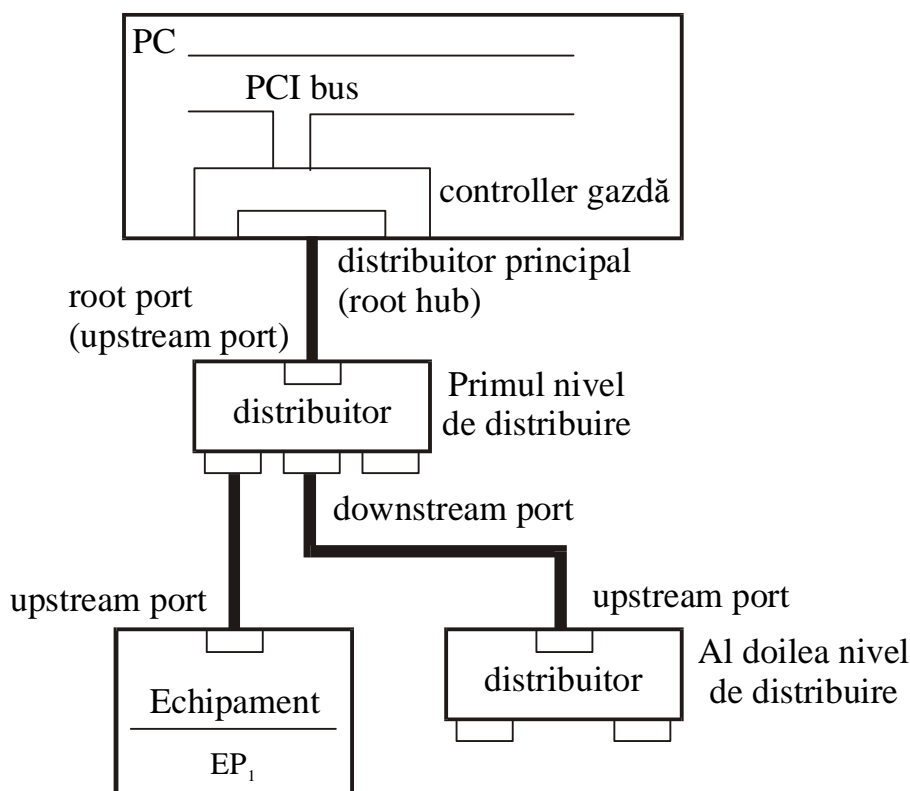 PC
PCI bus
controller gazdă
distribuitor principal
(root hub)
root port
(upstream port)
distribuitor
Primul nivel
de distribuire
downstream port
upstream port
upstream port
Echipament
EP₁
distribuitor
Al doilea nivel
de distribuire